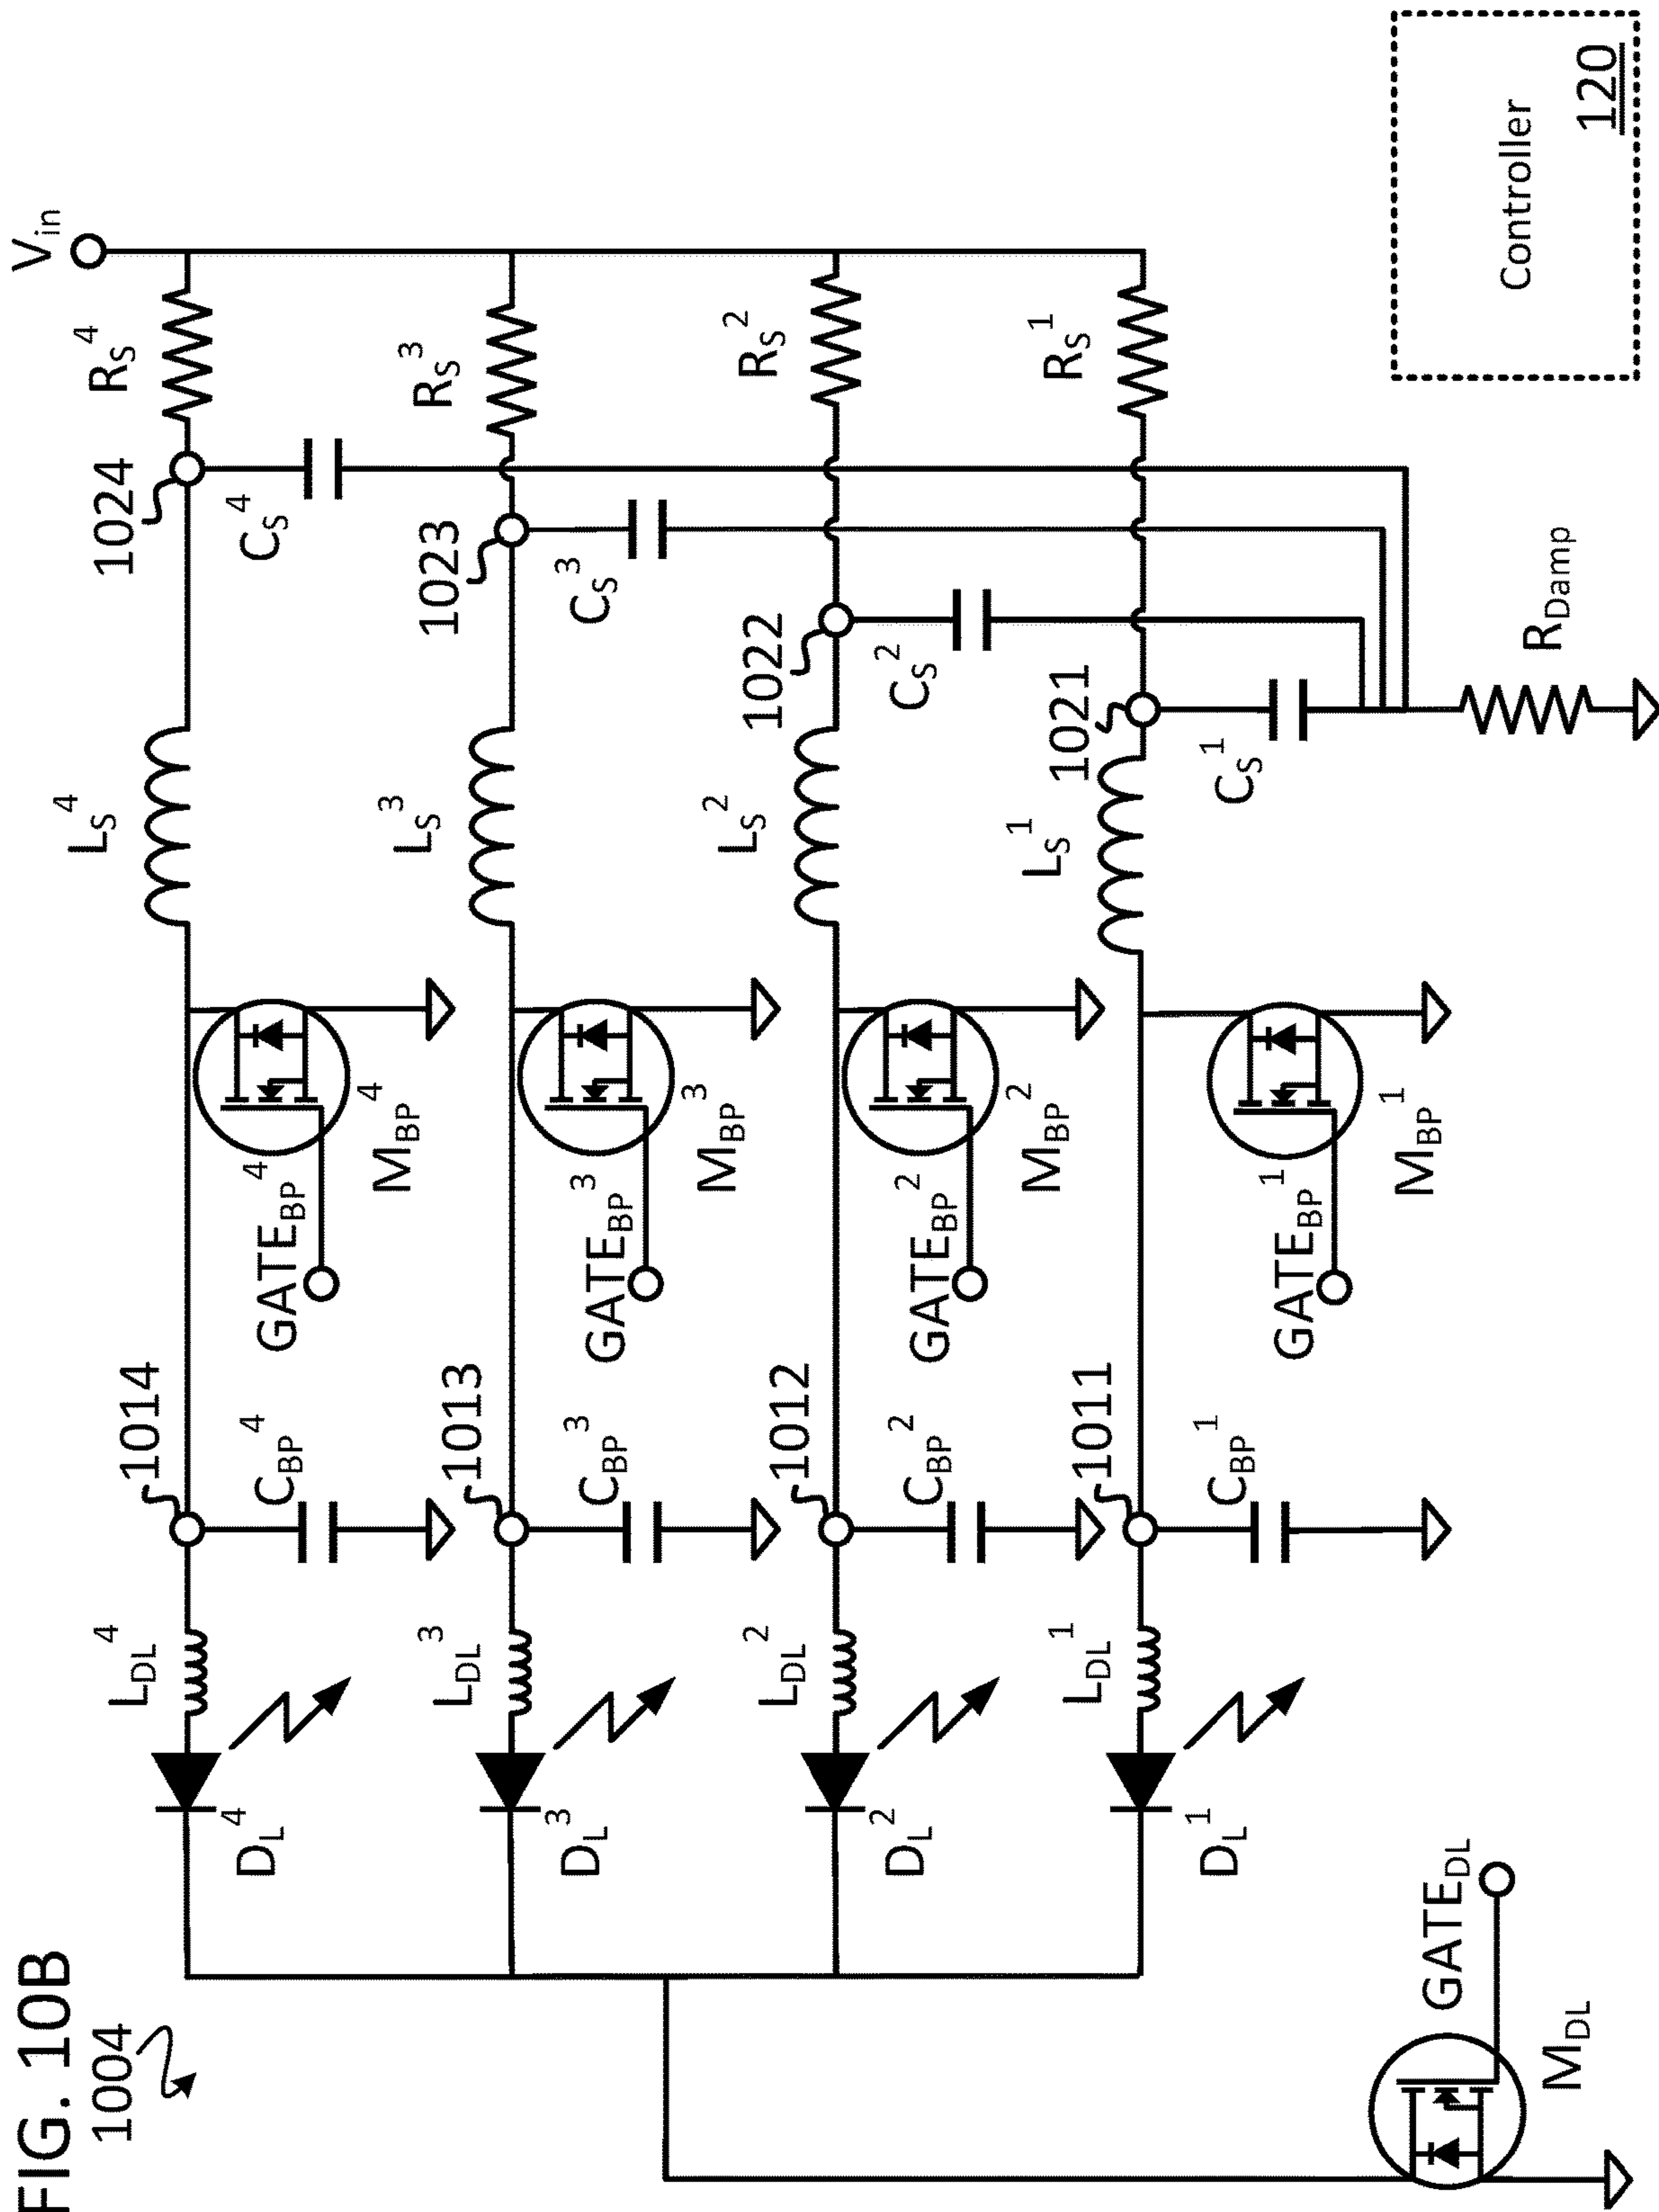 FIG. 10B
1004
V_in
R_S^4
R_S^3
R_S^2
R_S^1
1024
1023
1022
1021
C_S^4
C_S^3
C_S^2
C_S^1
R_Damp
Controller
120
L_S^4
L_S^3
L_S^2
L_S^1
GATE_BP^4
M_BP^4
GATE_BP^3
M_BP^3
GATE_BP^2
M_BP^2
GATE_BP^1
M_BP^1
1014
1013
1012
1011
C_BP^4
C_BP^3
C_BP^2
C_BP^1
L_DL^4
L_DL^3
L_DL^2
L_DL^1
D_L^4
D_L^3
D_L^2
D_L^1
GATE_DL
M_DL